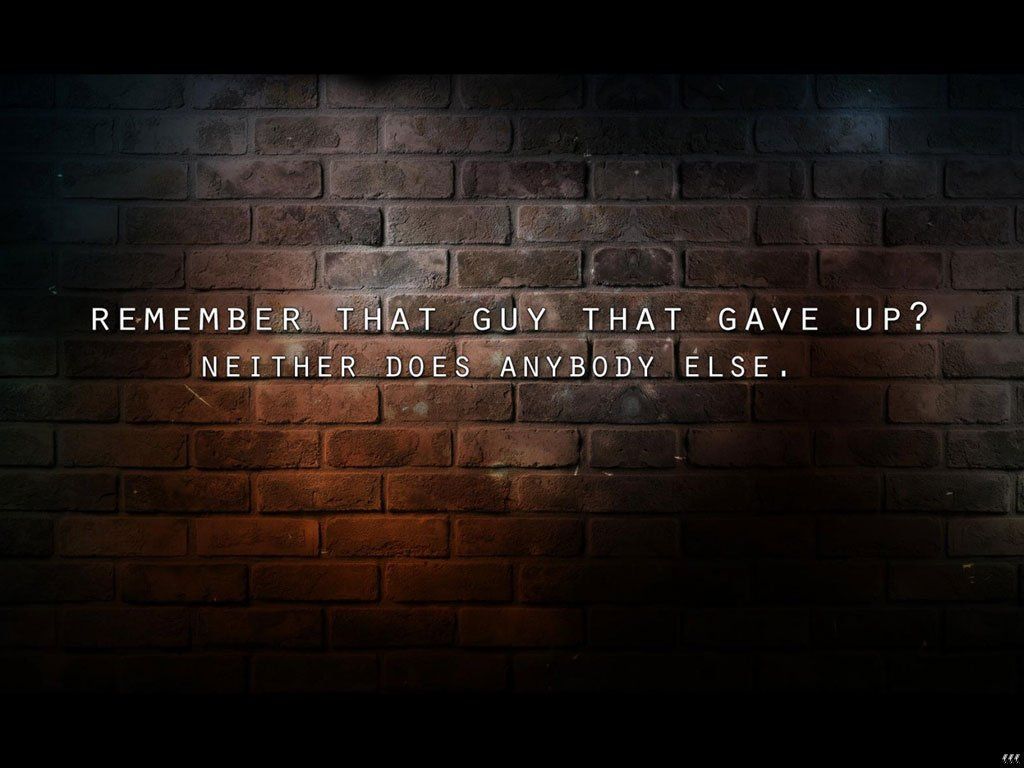 REMEMBER THAT GUY THAT GAVE UP?
NEITHER DOES ANYBODY ELSE.